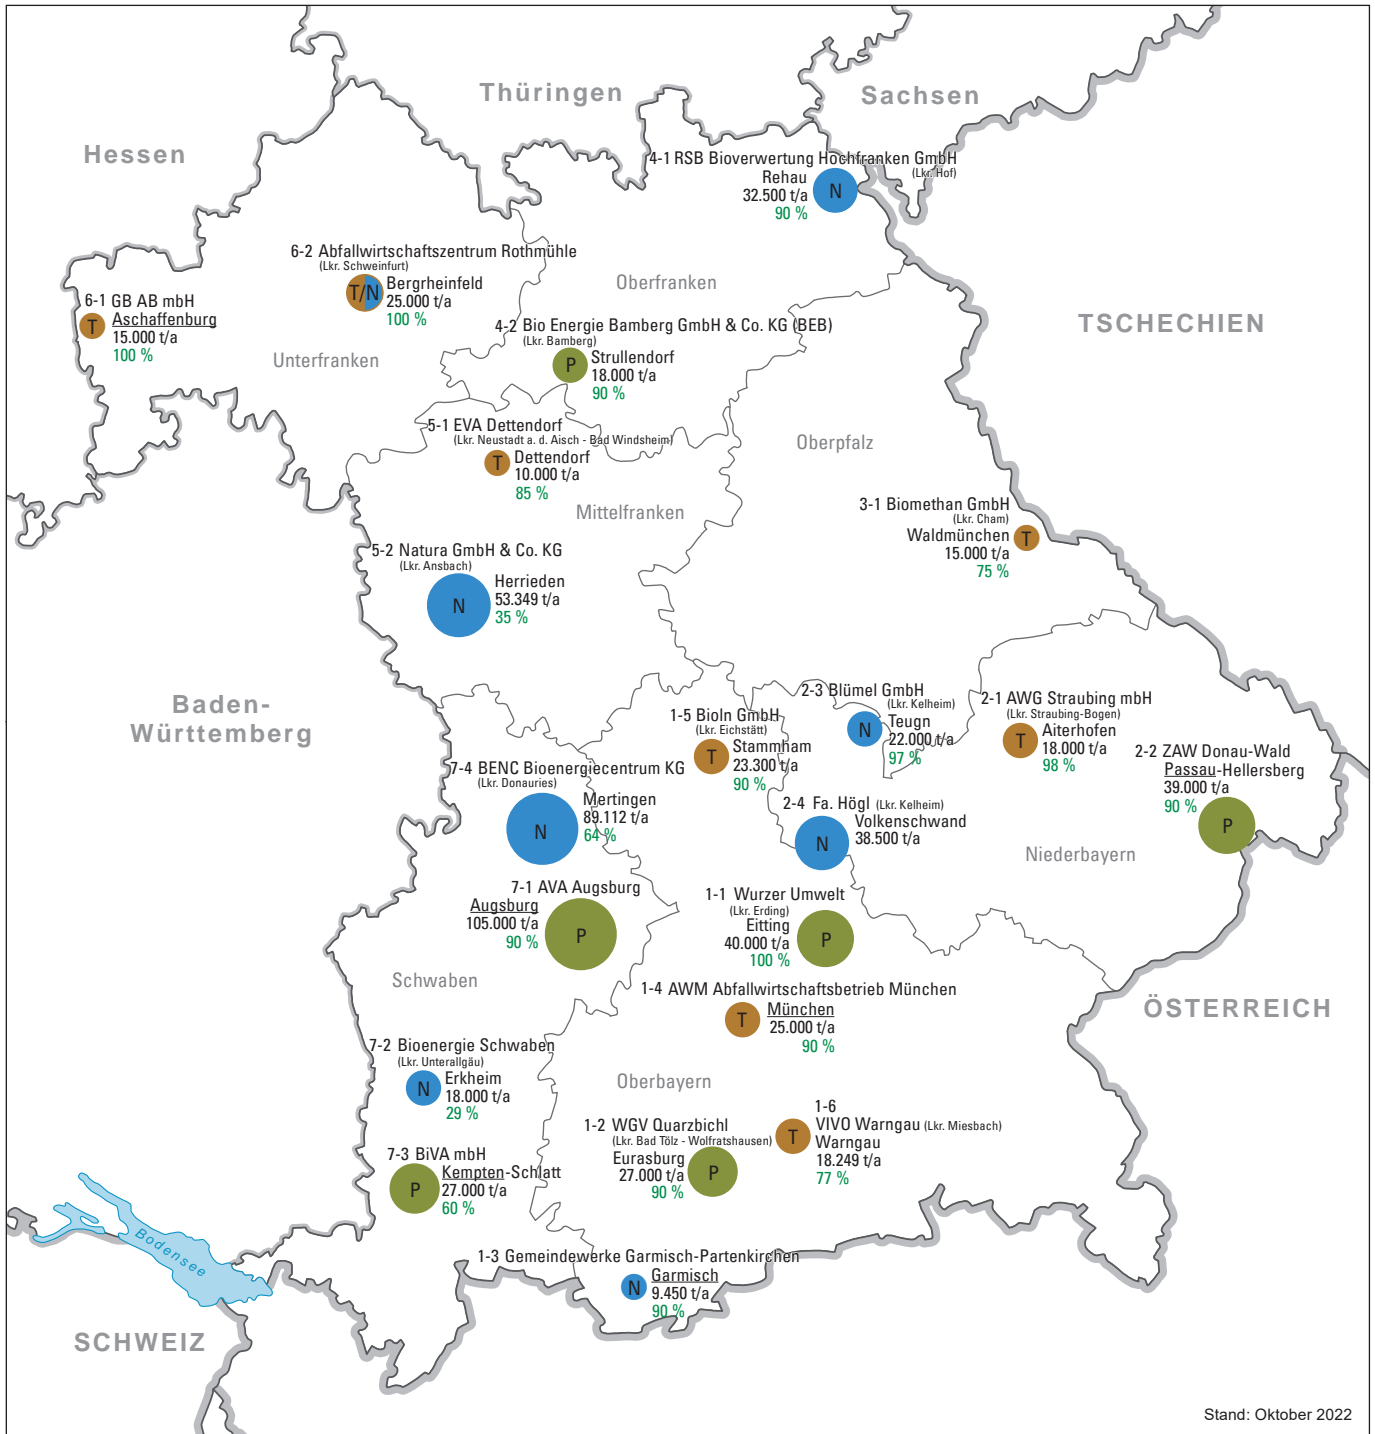 Thüringen
Sachsen
Hessen
4-1 RSB Bioverwertung Hochfranken GmbH
(Lkr. Hof)
Rehau
32.500 t/a
90 %
N
6-2 Abfallwirtschaftszentrum Rothmühle
(Lkr. Schweinfurt)
T/N
Bergrheinfeld
25.000 t/a
100 %
Oberfranken
6-1 GB AB mbH
T
Aschaffenburg
15.000 t/a
100 %
TSCHECHIEN
4-2 Bio Energie Bamberg GmbH & Co. KG (BEB)
(Lkr. Bamberg)
P
Strullendorf
18.000 t/a
90 %
Unterfranken
5-1 EVA Dettendorf
(Lkr. Neustadt a. d. Aisch - Bad Windsheim)
T
Dettendorf
10.000 t/a
85 %
Oberpfalz
Mittelfranken
3-1 Biomethan GmbH
(Lkr. Cham)
Waldmünchen
15.000 t/a
75 %
T
5-2 Natura GmbH & Co. KG
(Lkr. Ansbach)
N
Herrieden
53.349 t/a
35 %
Baden-
Württemberg
2-3 Blümel GmbH
(Lkr. Kelheim)
N
Teugn
22.000 t/a
97 %
2-1 AWG Straubing mbH
(Lkr. Straubing-Bogen)
T
Aiterhofen
18.000 t/a
98 %
1-5 BioIn GmbH
(Lkr. Eichstätt)
T
Stammham
23.300 t/a
90 %
2-2 ZAW Donau-Wald
Passau-Hellersberg
39.000 t/a
90 %
P
7-4 BENC Bioenergiecentrum KG
(Lkr. Donauries)
N
Mertingen
89.112 t/a
64 %
2-4 Fa. Högl (Lkr. Kelheim)
Volkenschwand
38.500 t/a
N
Niederbayern
7-1 AVA Augsburg
Augsburg
105.000 t/a
90 %
P
1-1 Wurzer Umwelt
(Lkr. Erding)
Eitting
40.000 t/a
100 %
P
Schwaben
1-4 AWM Abfallwirtschaftsbetrieb München
T
München
25.000 t/a
90 %
ÖSTERREICH
7-2 Bioenergie Schwaben
(Lkr. Unterallgäu)
N
Erkheim
18.000 t/a
29 %
Oberbayern
1-6
VIVO Warngau (Lkr. Miesbach)
T
Warngau
18.249 t/a
77 %
1-2 WGV Quarzbichl
(Lkr. Bad Tölz - Wolfratshausen)
Eurasburg
27.000 t/a
90 %
P
7-3 BiVA mbH
P
Kempten-Schlatt
27.000 t/a
60 %
Bodensee
1-3 Gemeindewerke Garmisch-Partenkirchen
N
Garmisch
9.450 t/a
90 %
SCHWEIZ
Stand: Oktober 2022